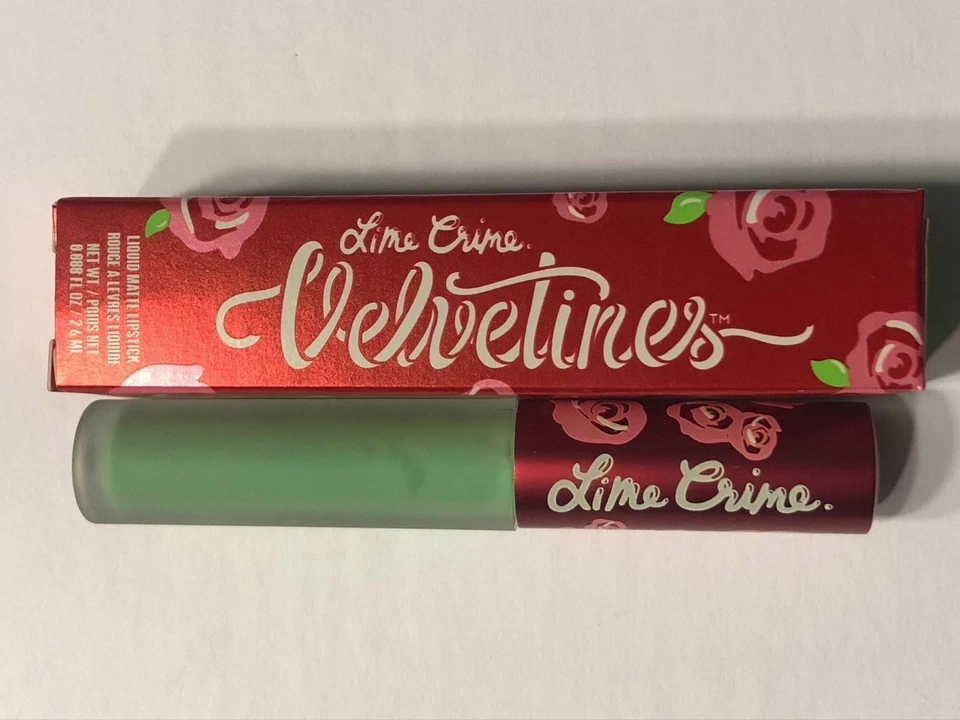 Lime Crime.
Velvetines™
LIQUID MATTE LIPSTICK
ROUGE A LEVRES LIQUIDE
NET WT. / POIDS NET
0.088 FL OZ / 2.6 ML
Lime Crime.